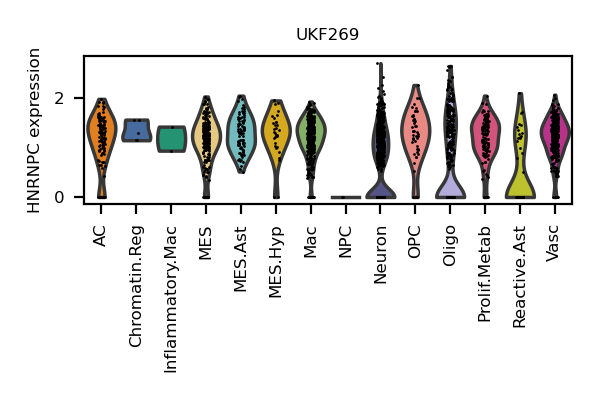 UKF269
HNRNPC expression
2
0
AC
Chromatin.Reg
Inflammatory.Mac
MES
MES.Ast
MES.Hyp
Mac
NPC
Neuron
OPC
Oligo
Prolif.Metab
Reactive.Ast
Vasc